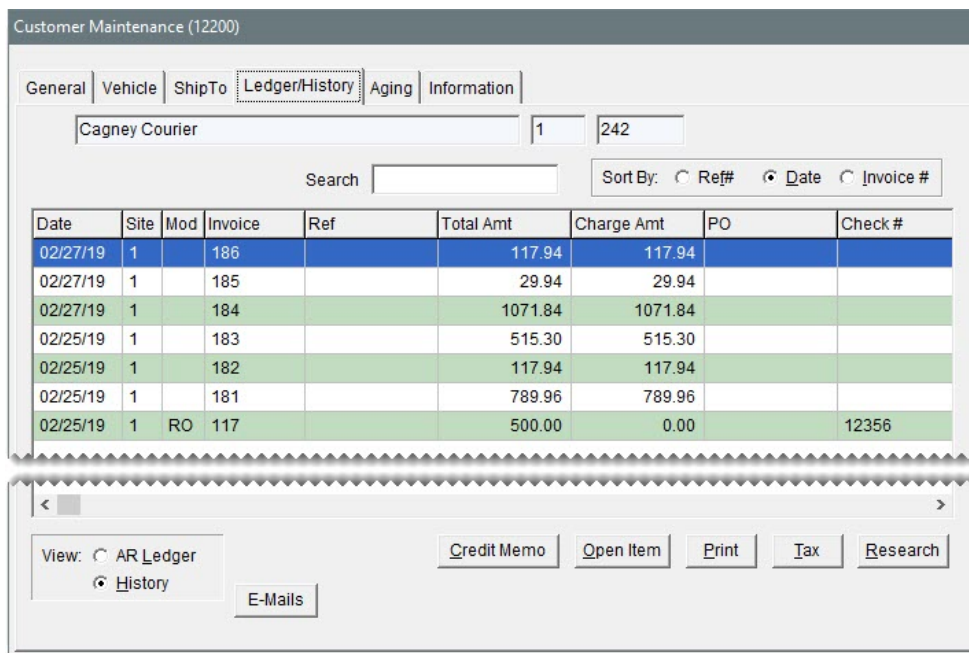 Customer Maintenance (12200)
General Vehicle ShipTo Ledger/History Aging Information
Cagney Courier 1 242
Search Sort By: Ref# Date Invoice #
Date Site Mod Invoice Ref Total Amt Charge Amt PO Check #
02/27/19 1 186 117.94 117.94
02/27/19 1 185 29.94 29.94
02/27/19 1 184 1071.84 1071.84
02/25/19 1 183 515.30 515.30
02/25/19 1 182 117.94 117.94
02/25/19 1 181 789.96 789.96
02/25/19 1 RO 117 500.00 0.00 12356
View: AR Ledger Credit Memo Open Item Print Tax Research
History
E-Mails